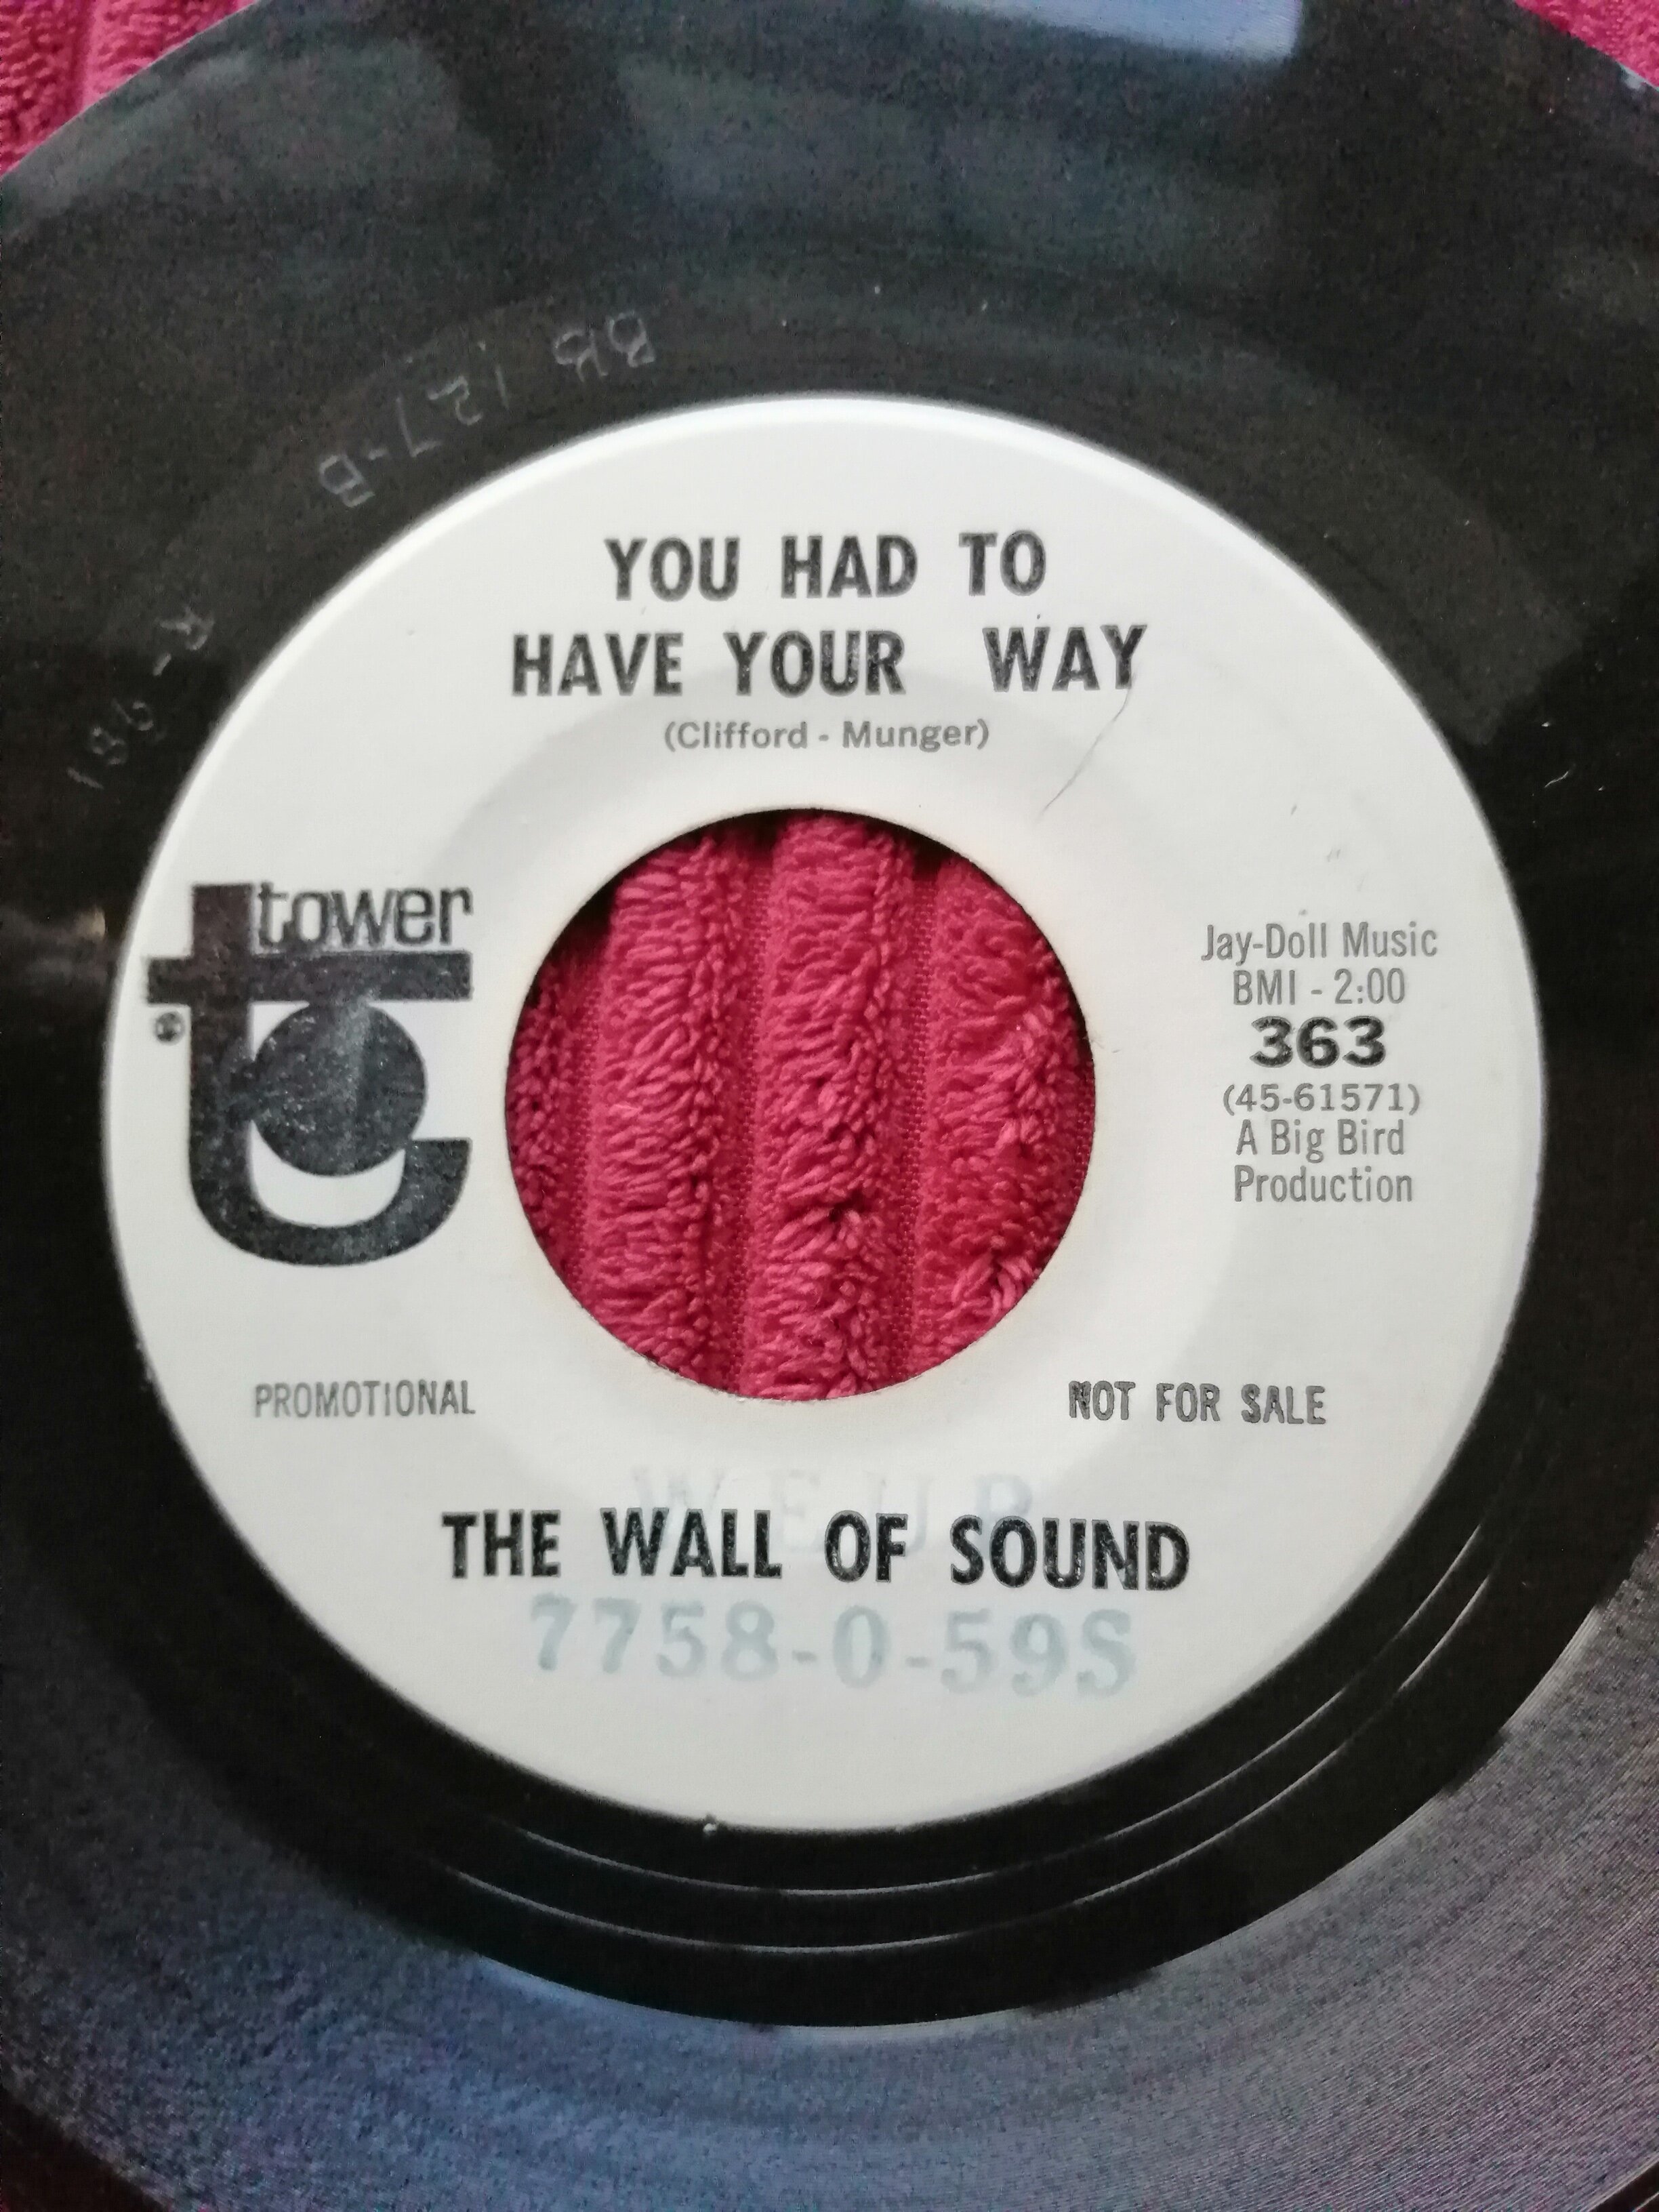 BB 127-B
YOU HAD TO
HAVE YOUR WAY
(Clifford - Munger)
tower
Jay-Doll Music
BMI - 2:00
363
(45-61571)
A Big Bird
Production
PROMOTIONAL
NOT FOR SALE
WEUP
THE WALL OF SOUND
7758-0-59S